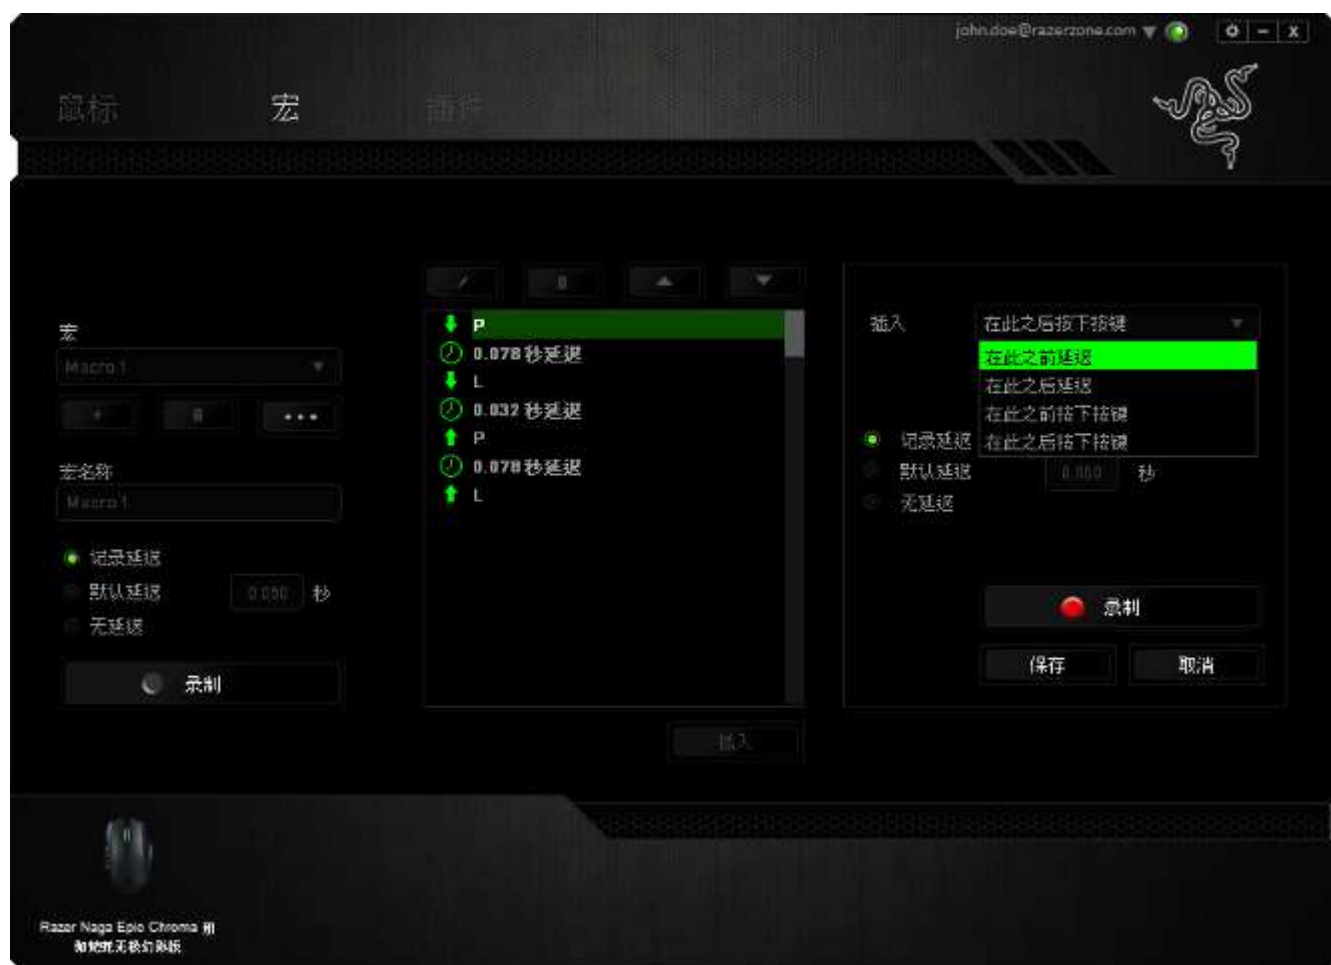 john.doe@razerzone.com
鼠标 宏 插件
宏
Macro 1
宏名称
Macro 1
记录延迟
默认延迟 秒
无延迟
录制
P
0.078 秒延迟
L
0.032 秒延迟
P
0.078 秒延迟
L
插入
插入 在此之后按下按键
在此之前延迟
在此之后延迟
在此之前按下按键
在此之后按下按键
记录延迟
默认延迟 秒
无延迟
录制
保存 取消
Razer Naga Epic Chroma